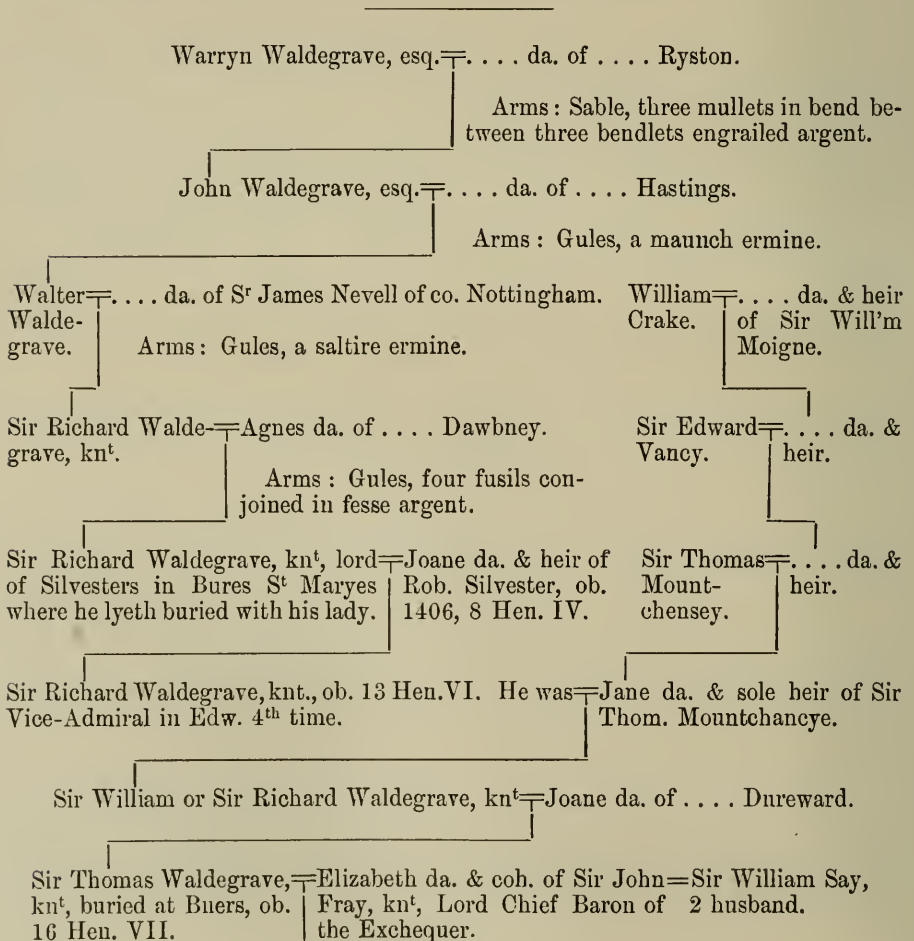 Warryn Waldegrave, esq.=. . . . da. of . . . . Ryston.
Arms : Sable, three mullets in bend be-
tween three bendlets engrailed argent.
John Waldegrave, esq.=. . . . da. of . . . . Hastings.
Arms : Gules, a maunch ermine.
Walter=. . . . da. of Sr James Nevell of co. Nottingham.
Walde-
grave.
Arms : Gules, a saltire ermine.
William=. . . . da. & heir
Crake. of Sir Will'm
Moigne.
Sir Richard Walde-=Agnes da. of . . . . Dawbney.
grave, knt.
Arms : Gules, four fusils con-
joined in fesse argent.
Sir Edward=. . . . da. &
Vancy. heir.
Sir Richard Waldegrave, knt, lord=Joane da. & heir of
of Silvesters in Bures St Maryes Rob. Silvester, ob.
where he lyeth buried with his lady. 1406, 8 Hen. IV.
Sir Thomas=. . . . da. &
Mount- heir.
chensey.
Sir Richard Waldegrave, knt., ob. 13 Hen. VI. He was=Jane da. & sole heir of Sir
Vice-Admiral in Edw. 4th time. Thom. Mountchancye.
Sir William or Sir Richard Waldegrave, knt=Joane da. of . . . . Dureward.
Sir Thomas Waldegrave,=Elizabeth da. & coh. of Sir John=Sir William Say,
knt, buried at Buers, ob. Fray, knt, Lord Chief Baron of 2 husband.
16 Hen. VII. the Exchequer.